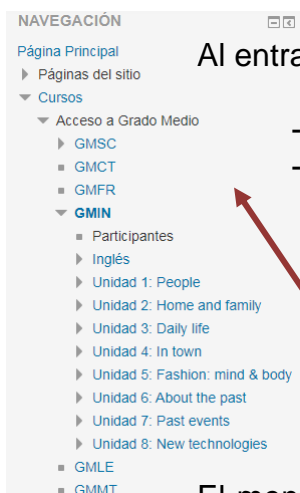 NAVEGACIÓN
Página Principal
Al entra
Páginas del sitio
Cursos
Acceso a Grado Medio
GMSC
GMCT
GMFR
GMIN
Participantes
Inglés
Unidad 1: People
Unidad 2: Home and family
Unidad 3: Daily life
Unidad 4: In town
Unidad 5: Fashion: mind & body
Unidad 6: About the past
Unidad 7: Past events
Unidad 8: New technologies
GMLE
GMMT